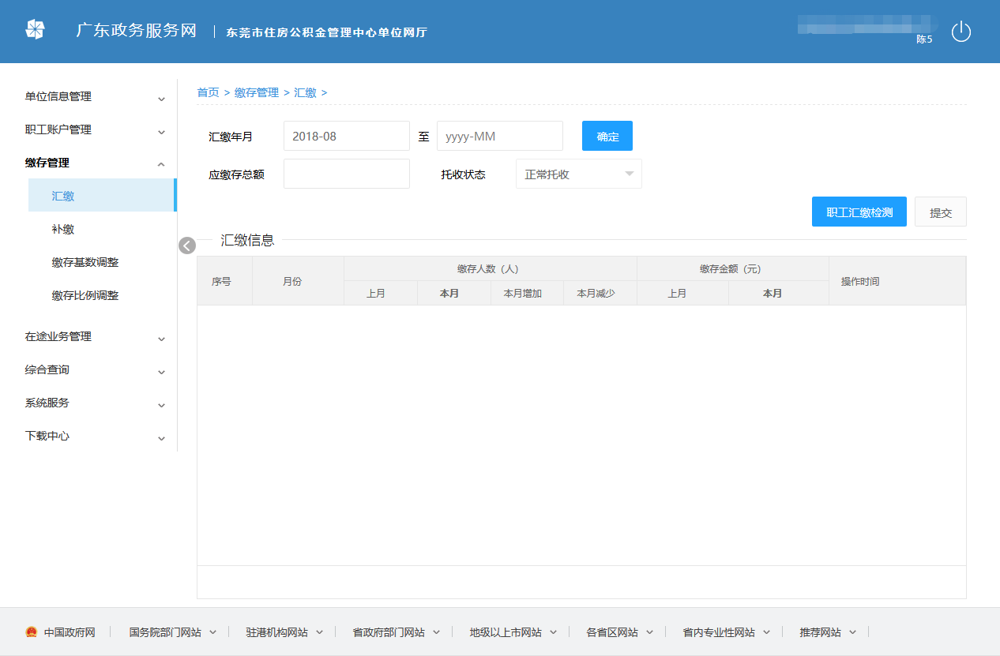 广东政务服务网 | 东莞市住房公积金管理中心单位网厅
陈5
单位信息管理
职工账户管理
缴存管理
汇缴
补缴
缴存基数调整
缴存比例调整
在途业务管理
综合查询
系统服务
下载中心
首页 > 缴存管理 > 汇缴 >
汇缴年月 2018-08 至 yyyy-MM 确定
应缴存总额 托收状态 正常托收
职工汇缴检测 提交
汇缴信息
序号 月份 缴存人数（人） 缴存金额（元） 操作时间
上月 本月 本月增加 本月减少 上月 本月
中国政府网 国务院部门网站 驻港机构网站 省政府部门网站 地级以上市网站 各省区网站 省内专业性网站 推荐网站